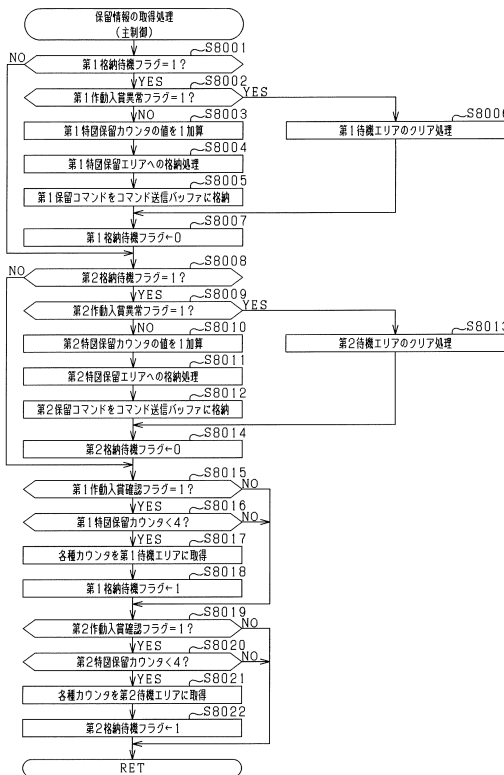 保留情報の取得処理
(主制御)
S8001
NO
第1格納待機フラグ=1?
YES
S8002
第1作動入賞異常フラグ=1?
YES
NO
S8003
S8006
第1特図保留カウンタの値を1加算
第1待機エリアのクリア処理
S8004
第1特図保留エリアへの格納処理
S8005
第1保留コマンドをコマンド送信バッファに格納
S8007
第1格納待機フラグ←0
S8008
NO
第2格納待機フラグ=1?
YES
S8009
第2作動入賞異常フラグ=1?
YES
NO
S8010
S8013
第2特図保留カウンタの値を1加算
第2待機エリアのクリア処理
S8011
第2特図保留エリアへの格納処理
S8012
第2保留コマンドをコマンド送信バッファに格納
S8014
第2格納待機フラグ←0
S8015
第1作動入賞確認フラグ=1?
NO
YES
S8016
第1特図保留カウンタ<4?
NO
YES
S8017
各種カウンタを第1待機エリアに取得
S8018
第1格納待機フラグ←1
S8019
第2作動入賞確認フラグ=1?
NO
YES
S8020
第2特図保留カウンタ<4?
NO
YES
S8021
各種カウンタを第2待機エリアに取得
S8022
第2格納待機フラグ←1
RET